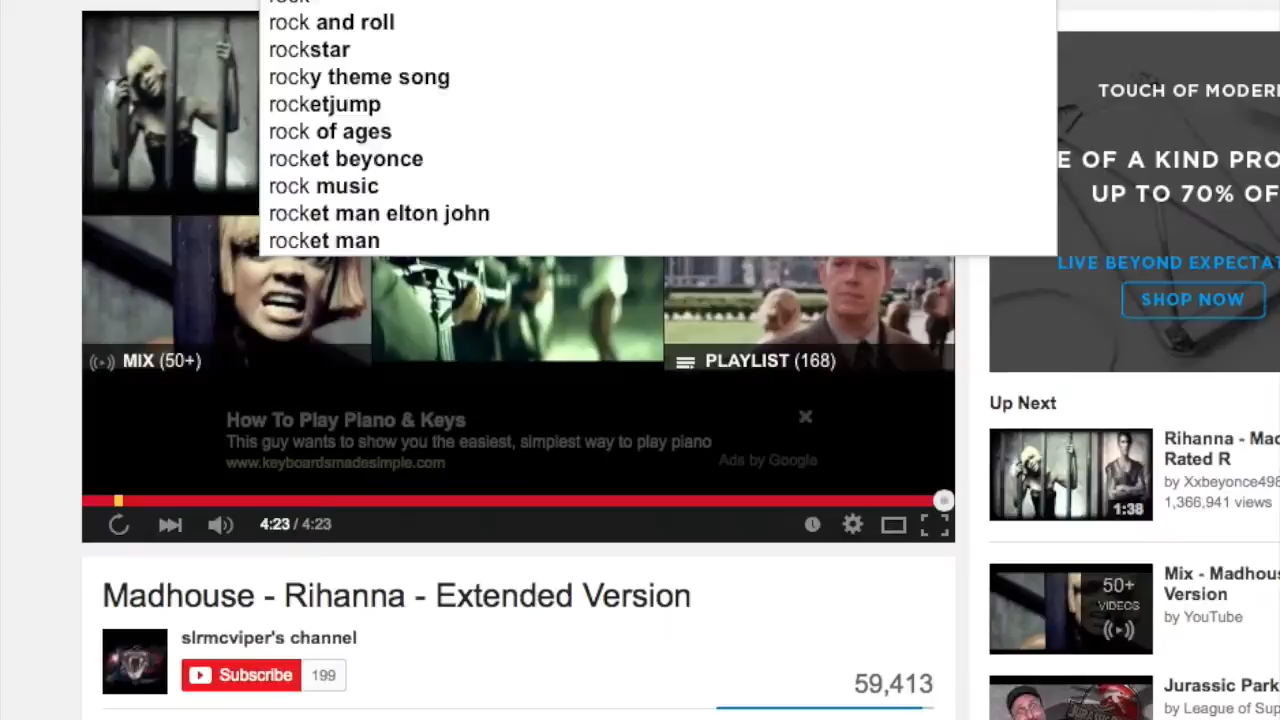 rock
rock and roll
rockstar
rocky theme song
rocketjump
rock of ages
rocket beyonce
rock music
rocket man elton john
rocket man
TOUCH OF MODER
E OF A KIND PRO
UP TO 70% OF
LIVE BEYOND EXPECTAT
SHOP NOW
MIX (50+)
PLAYLIST (168)
How To Play Piano & Keys
This guy wants to show you the easiest, simplest way to play piano
www.keyboardsmadesimple.com
Ads by Google
4:23 / 4:23
Madhouse - Rihanna - Extended Version
slrmcviper's channel
Subscribe 199
59,413
Up Next
Rihanna - Mad
Rated R
by Xxbeyonce498
1,366,941 views
1:38
50+
VIDEOS
Mix - Madhous
Version
by YouTube
Jurassic Park
by League of Sup